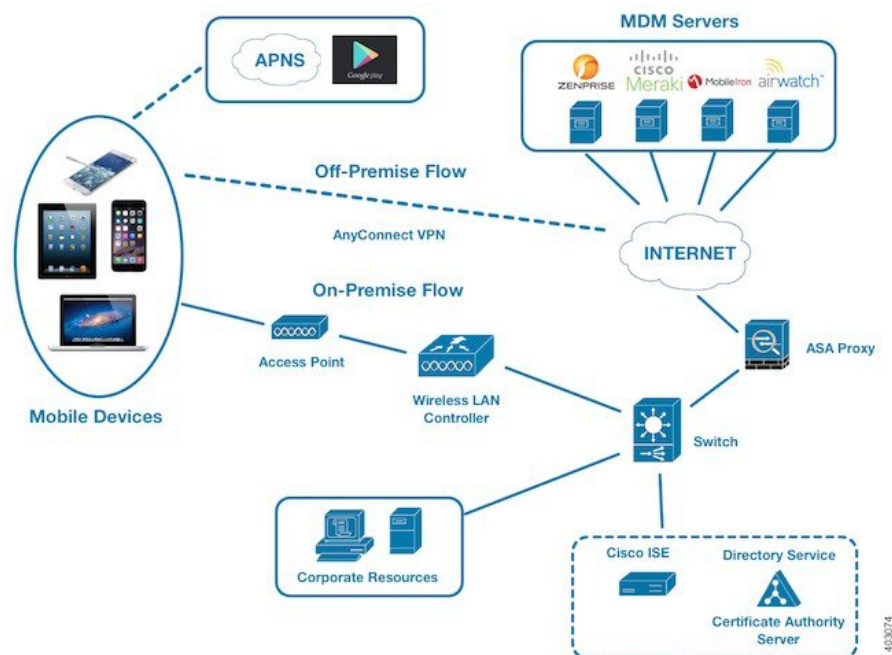 MDM Servers
APNS
Google play
ZENPRISE
CISCO
Meraki
MobileIron
airwatch
Off-Premise Flow
AnyConnect VPN
INTERNET
On-Premise Flow
Access Point
Wireless LAN
Controller
ASA Proxy
Switch
Mobile Devices
Corporate Resources
Cisco ISE
Directory Service
Certificate Authority
Server
403074